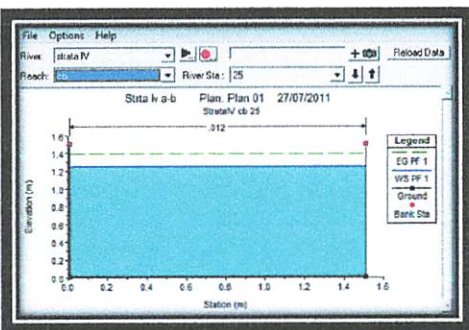 File Options Help
River: strata IV Reload Data
Reach: cb River Sta.: 25
Strta Iv a-b Plan: Plan 01 27/07/2011
StrataIV cb 25
.012
Legend
EG PF 1
WS PF 1
Ground
Bank Sta
Elevation (m)
1.6
1.4
1.2
1.0
0.8
0.6
0.4
0.2
0.0
0.0 0.2 0.4 0.6 0.8 1.0 1.2 1.4 1.6
Station (m)